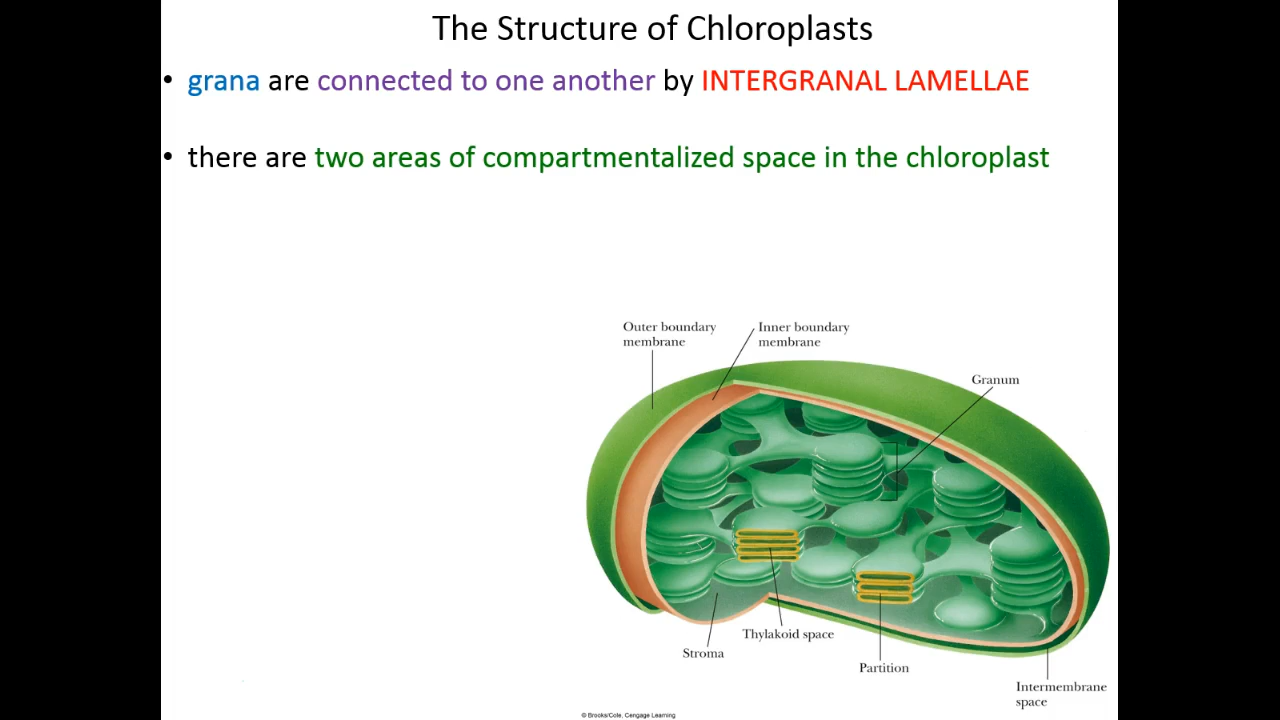 The Structure of Chloroplasts
• grana are connected to one another by INTERGRANAL LAMELLAE
• there are two areas of compartmentalized space in the chloroplast
Outer boundary
membrane
Inner boundary
membrane
Granum
Thylakoid space
Stroma
Partition
Intermembrane
space
© Brooks/Cole, Cengage Learning